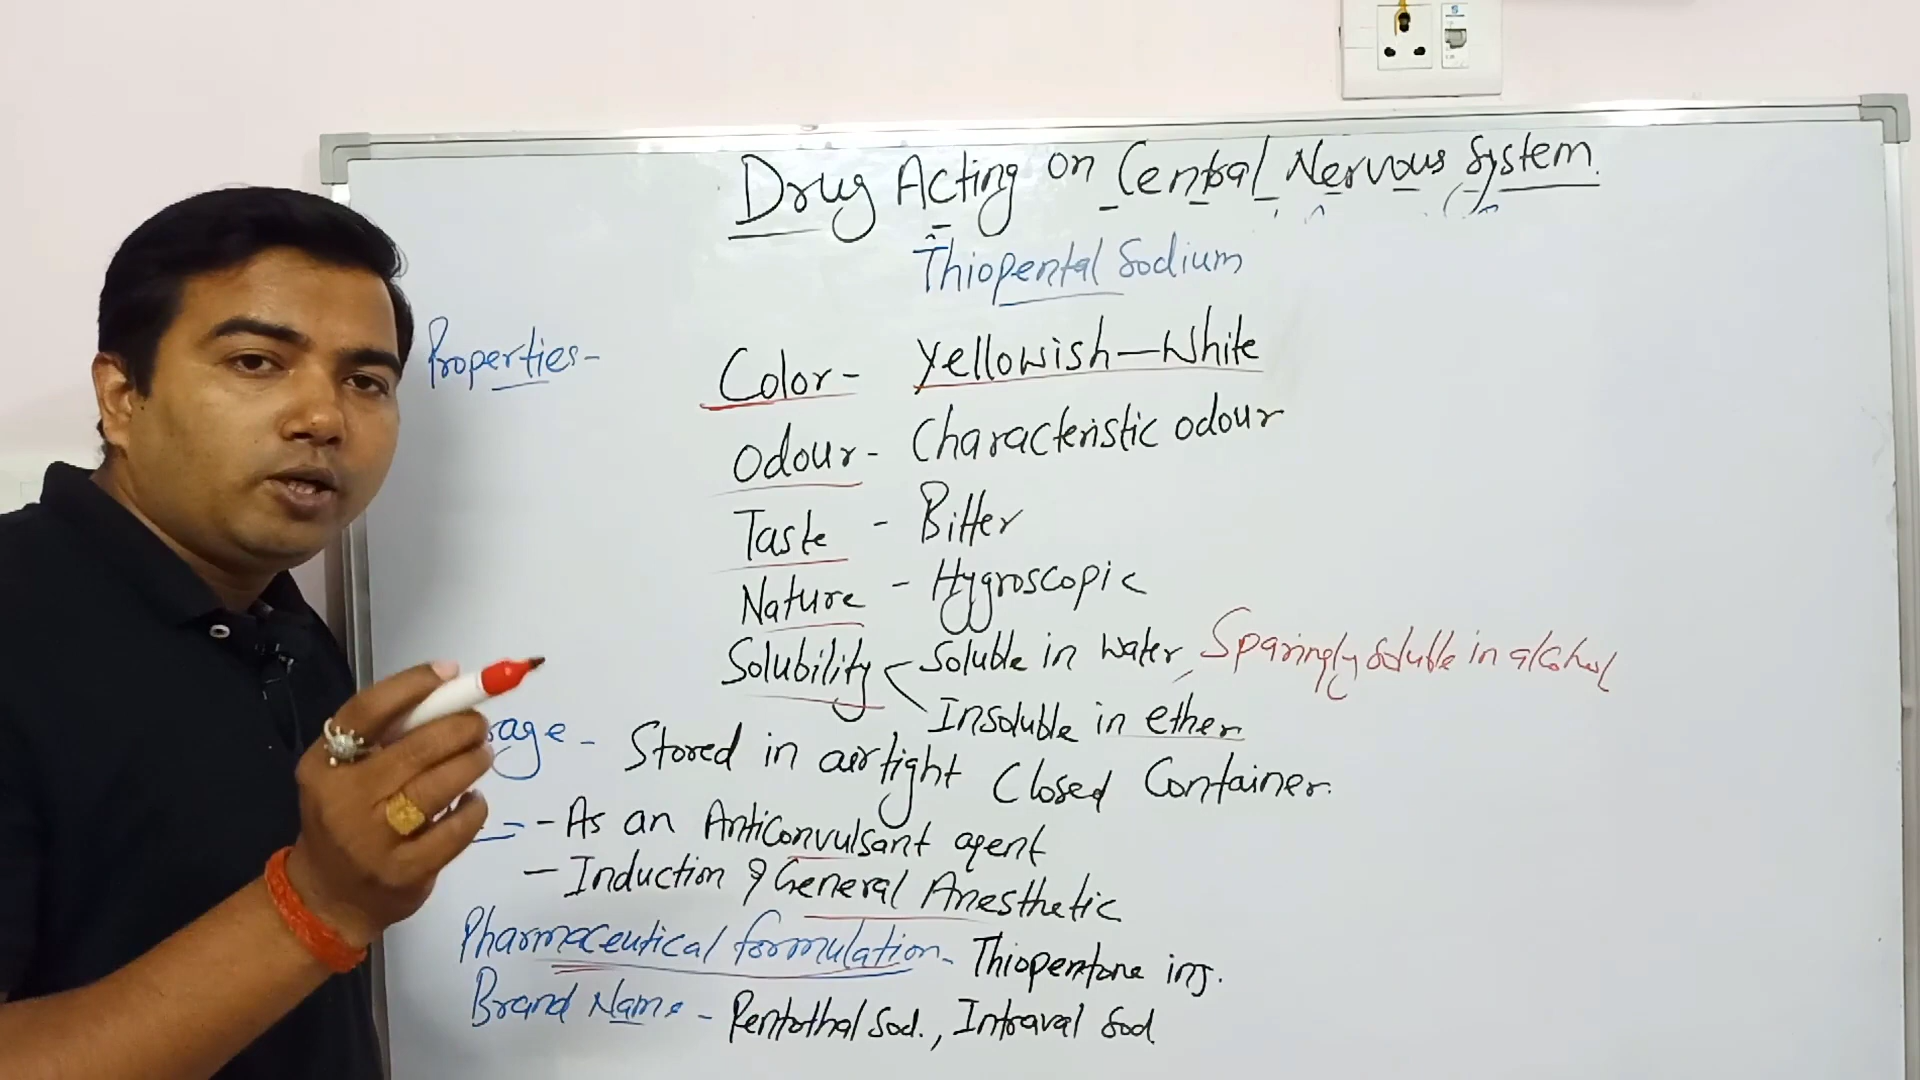 Drug Acting on Central Nervous System.
Thiopental Sodium
Properties-
Color- Yellowish-White
Odour- Characteristic odour
Taste - Bitter
Nature - Hygroscopic
Solubility Soluble in water, Sparingly soluble in alcohol
Insoluble in ether
rage - Stored in airtight Closed Container.
- As an Anticonvulsant agent
- Induction General Anesthetic
Pharmaceutical formulation- Thiopentone inj.
Brand Name - Pentothal Sod., Intraval Sod